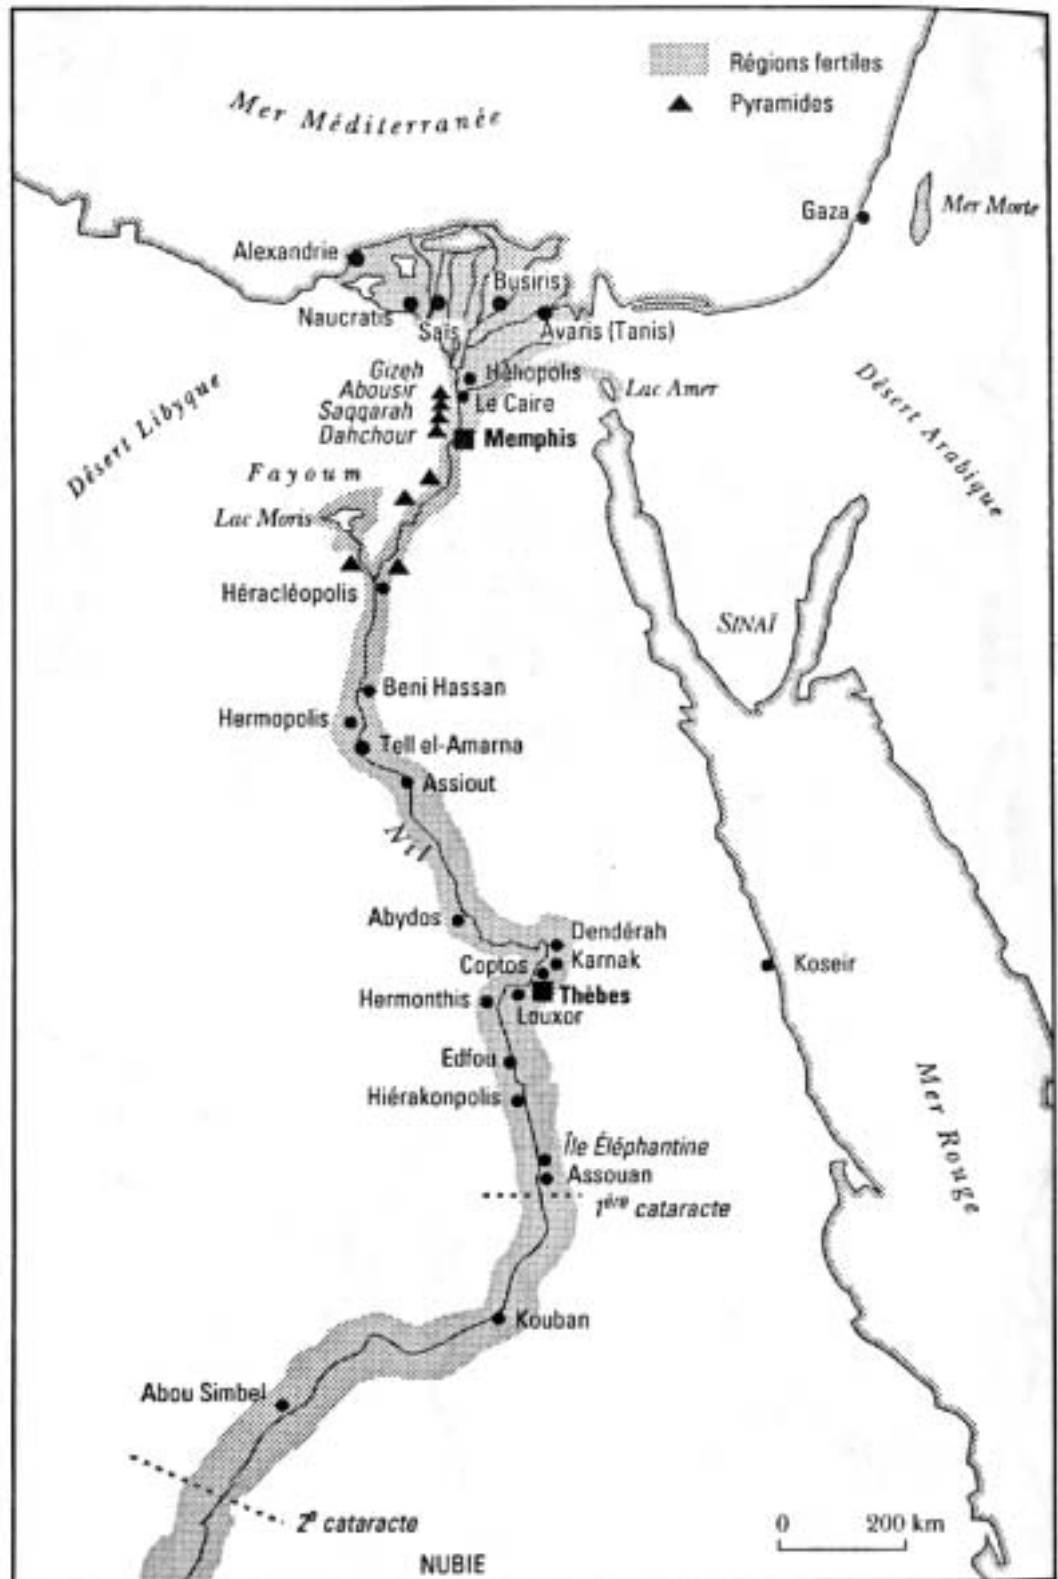 Régions fertiles
Pyramides
Mer Méditerranée
Gaza
Mer Morte
Alexandrie
Busiris
Naucratis
Saïs
Avaris (Tanis)
Gizeh
Héliopolis
Abousir
Lac Amer
Le Caire
Saqqarah
Dahchour
Memphis
Désert Libyque
Désert Arabique
Fayoum
Lac Moris
Héracléopolis
SINAÏ
Beni Hassan
Hermopolis
Tell el-Amarna
Assiout
Nil
Abydos
Dendérah
Coptos
Karnak
Koseir
Hermonthis
Thèbes
Louxor
Edfou
Hiérakonpolis
Mer Rouge
Île Éléphantine
Assouan
1ère cataracte
Kouban
Abou Simbel
2e cataracte
0 200 km
NUBIE